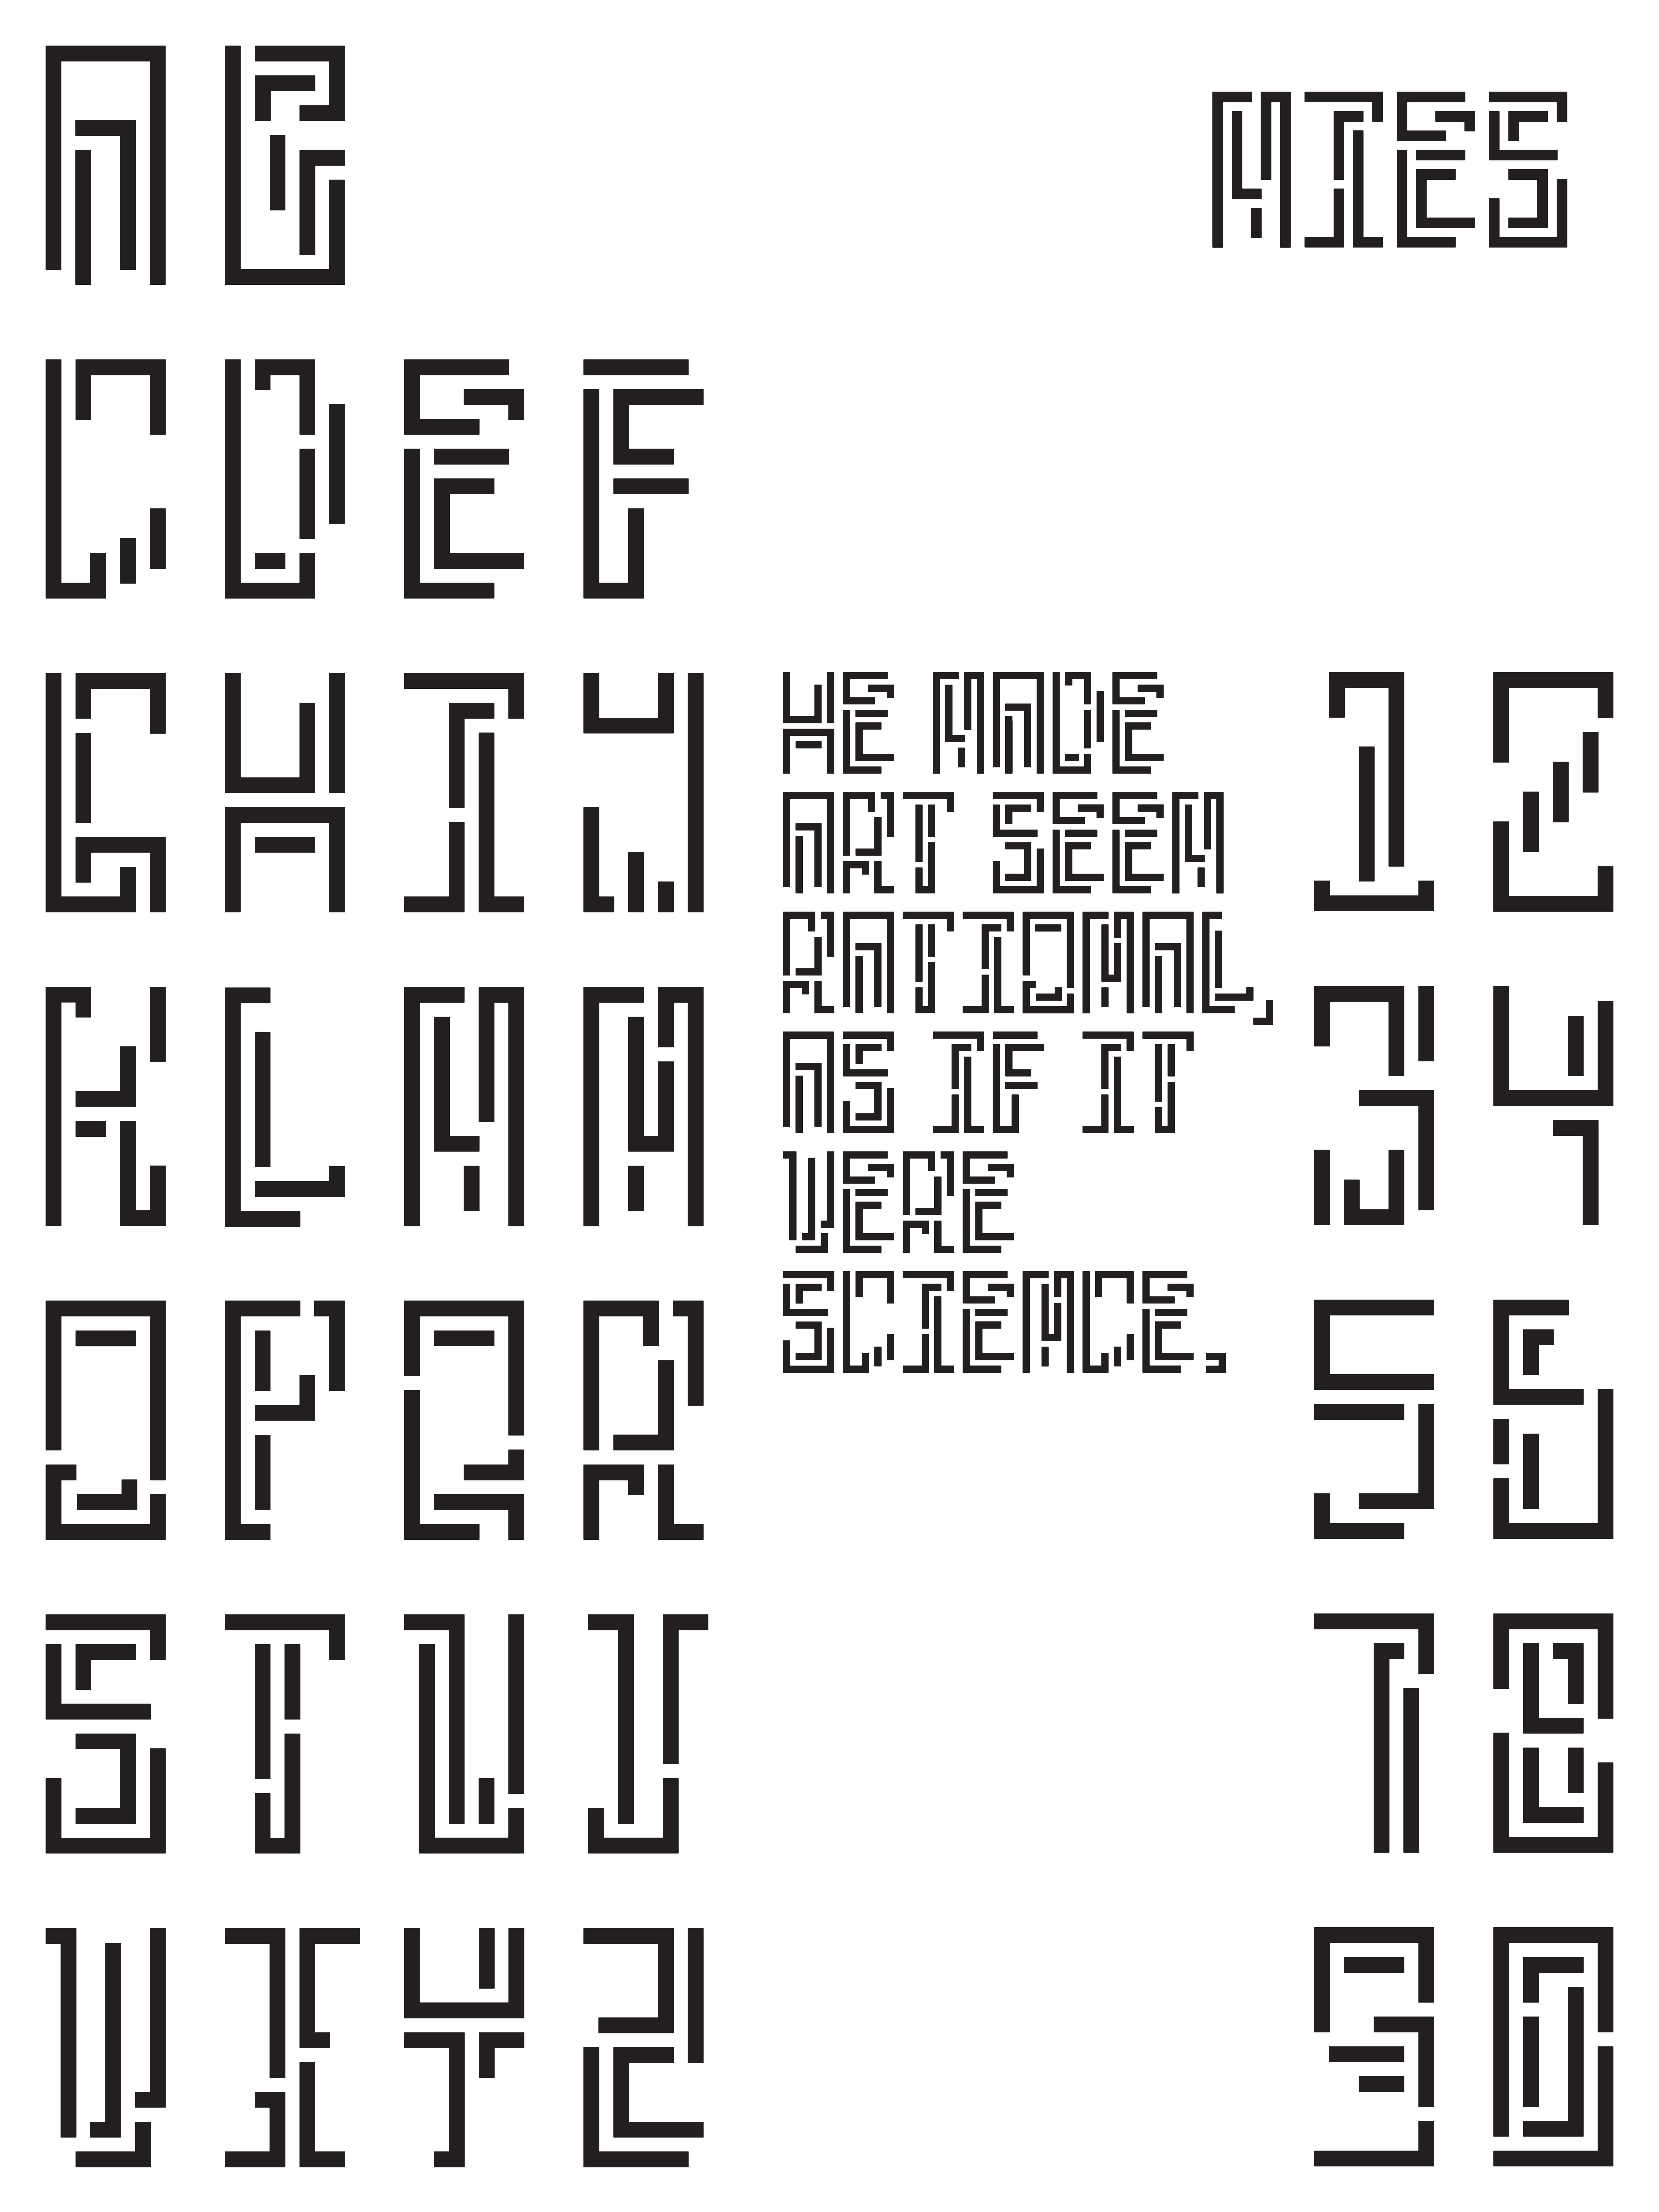 AB
MIES
CDEF
GHIJ
KLMN
OPQR
STUV
WXYZ
HE MADE
ART SEEM
RATIONAL,
AS IF IT
WERE
SCIENCE.
12
34
56
78
90